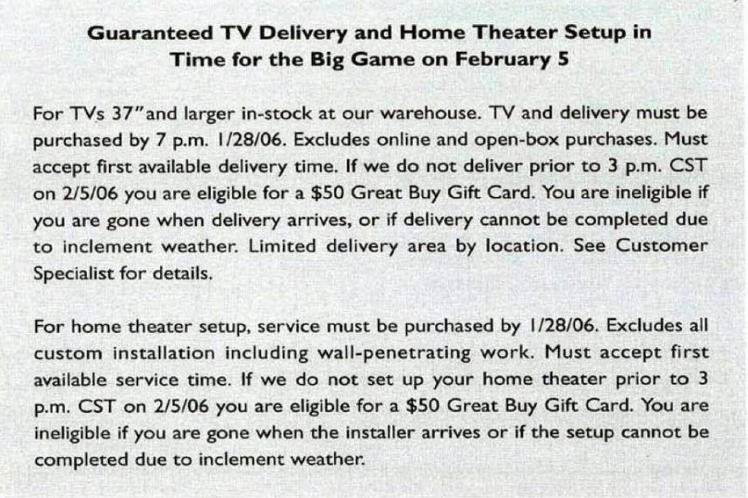 Guaranteed TV Delivery and Home Theater Setup in
Time for the Big Game on February 5
For TVs 37" and larger in-stock at our warehouse. TV and delivery must be
purchased by 7 p.m. 1/28/06. Excludes online and open-box purchases. Must
accept first available delivery time. If we do not deliver prior to 3 p.m. CST
on 2/5/06 you are eligible for a $50 Great Buy Gift Card. You are ineligible if
you are gone when delivery arrives, or if delivery cannot be completed due
to inclement weather. Limited delivery area by location. See Customer
Specialist for details.
For home theater setup, service must be purchased by 1/28/06. Excludes all
custom installation including wall-penetrating work. Must accept first
available service time. If we do not set up your home theater prior to 3
p.m. CST on 2/5/06 you are eligible for a $50 Great Buy Gift Card. You are
ineligible if you are gone when the installer arrives or if the setup cannot be
completed due to inclement weather.